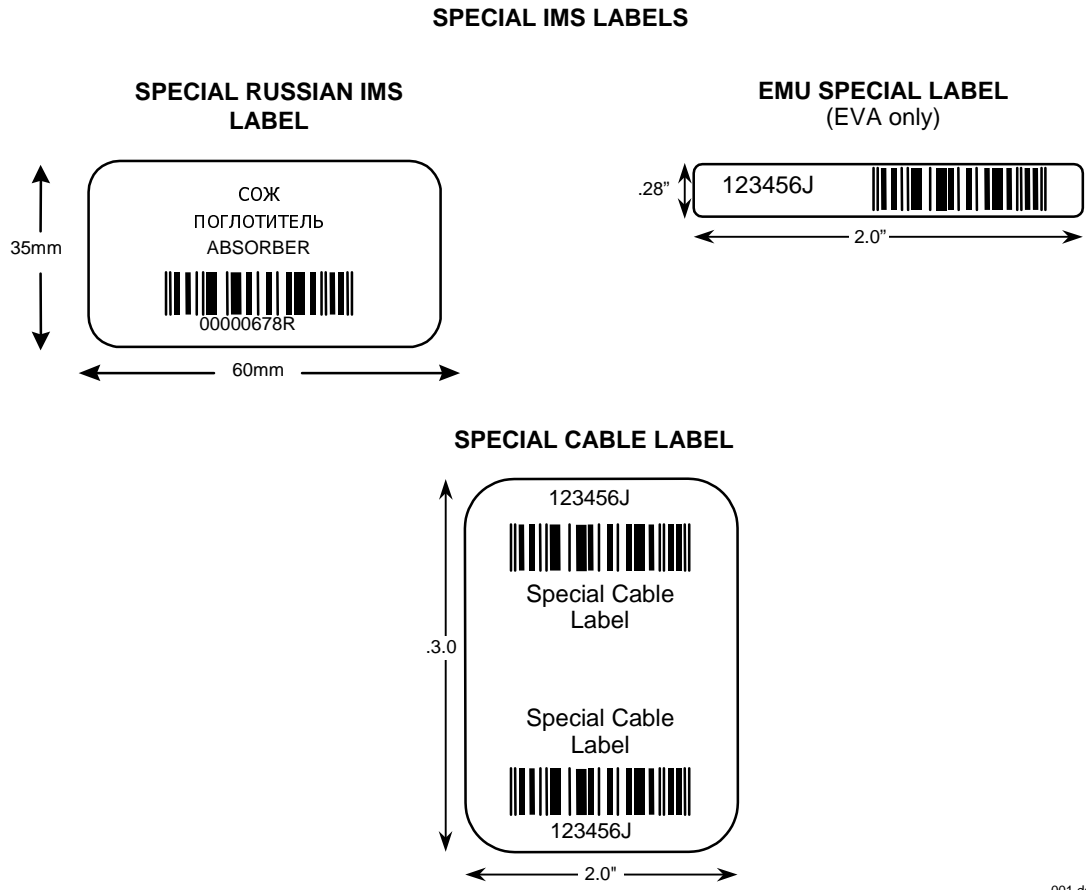 SPECIAL IMS LABELS
SPECIAL RUSSIAN IMS
LABEL
СОЖ
ПОГЛОТИТЕЛЬ
ABSORBER
00000678R
35mm
60mm
EMU SPECIAL LABEL
(EVA only)
.28”
123456J
2.0”
SPECIAL CABLE LABEL
123456J
Special Cable
Label
.3.0
Special Cable
Label
123456J
2.0"